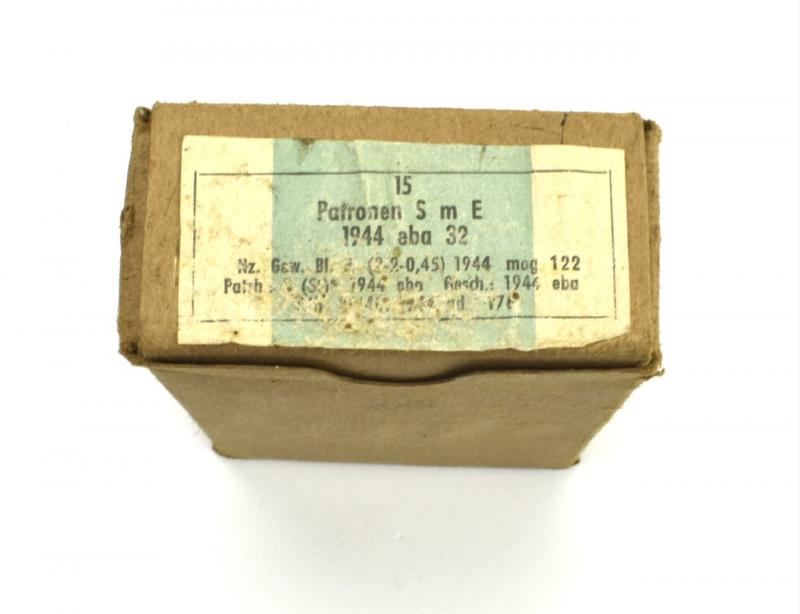 15
Patronen S m E
1944 eba 32
Nz. Gew. Bl. (2-2-0,45) 1944 mog 122
Patrh 1944 eba Gesch.: 1944 eba